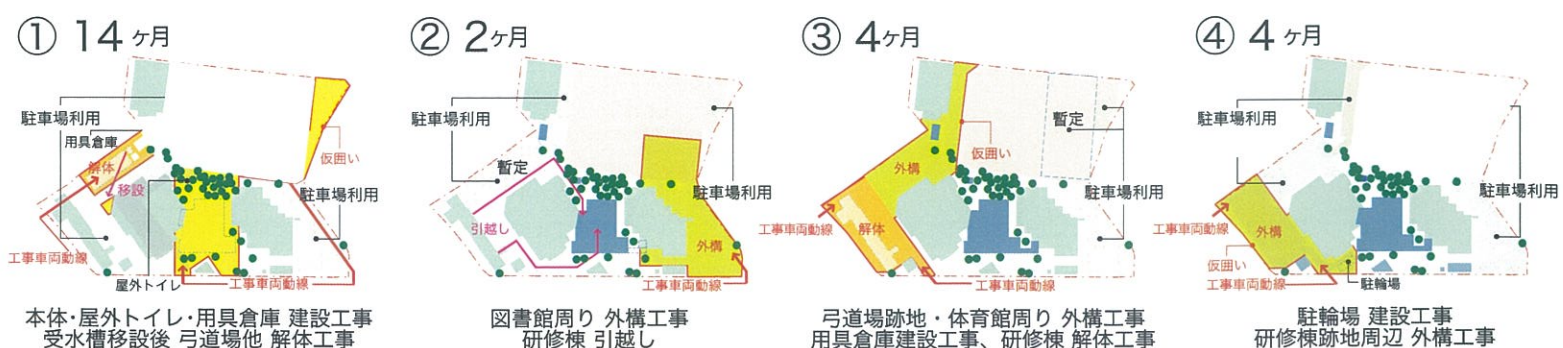 ① 14ヶ月
駐車場利用
用具倉庫
解体
移設
仮囲い
駐車場利用
工事車両動線
屋外トイレ
工事車両動線
本体・屋外トイレ・用具倉庫 建設工事
受水槽移設後 弓道場他 解体工事
② 2ヶ月
駐車場利用
暫定
駐車場利用
引越し
外構
工事車両動線
図書館周り 外構工事
研修棟 引越し
③ 4ヶ月
暫定
仮囲い
外構
駐車場利用
工事車両動線
解体
工事車両動線
弓道場跡地・体育館周り 外構工事
用具倉庫建設工事、研修棟 解体工事
④ 4ヶ月
駐車場利用
駐車場利用
工事車両動線
外構
仮囲い
工事車両動線
駐輪場
駐輪場 建設工事
研修棟跡地周辺 外構工事